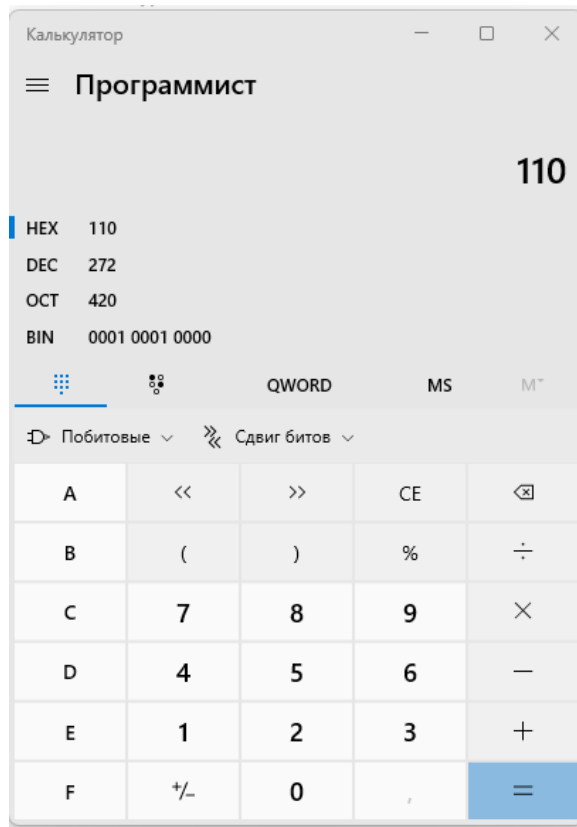 Калькулятор
Программист
110
HEX 110
DEC 272
OCT 420
BIN 0001 0001 0000
QWORD MS M
Побитовые Сдвиг битов
A << >> CE
B ( ) % ÷
C 7 8 9 ×
D 4 5 6 −
E 1 2 3 +
F +/− 0 , =